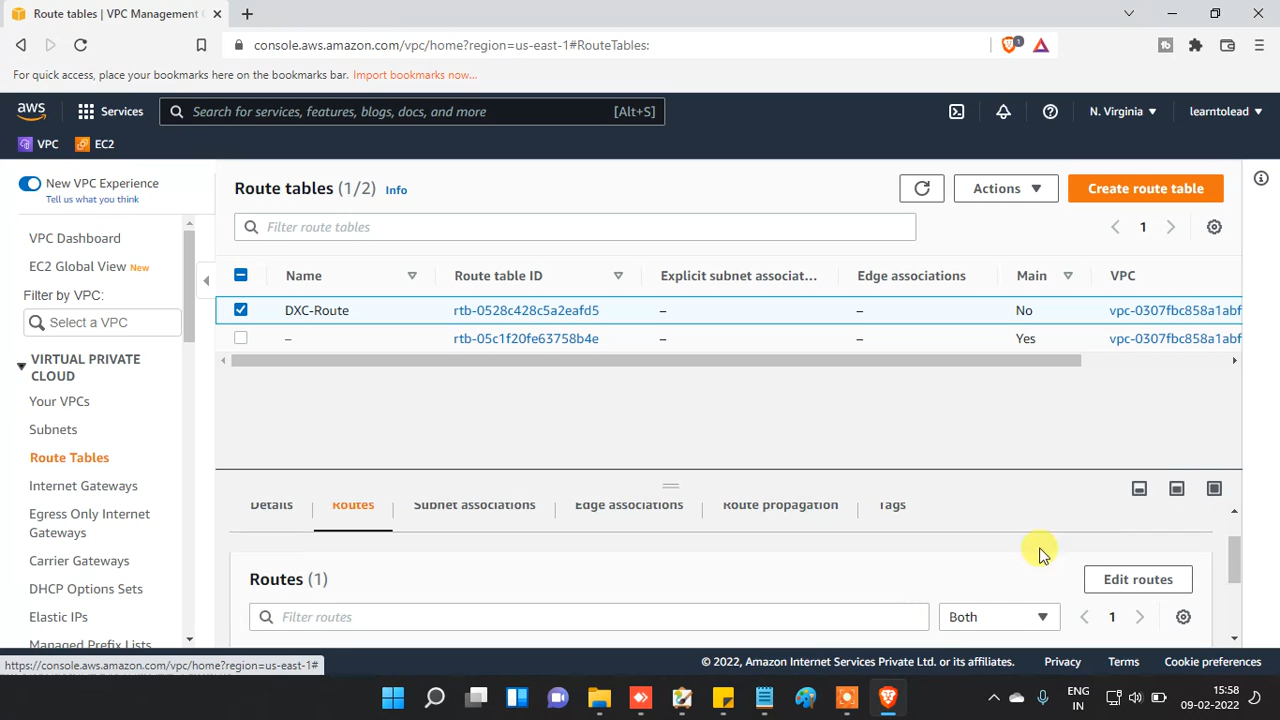 Route tables | VPC Management
console.aws.amazon.com/vpc/home?region=us-east-1#RouteTables:
1
For quick access, place your bookmarks here on the bookmarks bar. Import bookmarks now...
aws
Services
Search for services, features, blogs, docs, and more
[Alt+S]
N. Virginia
learntolead
VPC
EC2
New VPC Experience
Tell us what you think
VPC Dashboard
EC2 Global View New
Filter by VPC:
Select a VPC
VIRTUAL PRIVATE
CLOUD
Your VPCs
Subnets
Route Tables
Internet Gateways
Egress Only Internet
Gateways
Carrier Gateways
DHCP Options Sets
Elastic IPs
Managed Prefix Lists
Route tables (1/2) Info
Actions
Create route table
Filter route tables
1
Name Route table ID Explicit subnet associat... Edge associations Main VPC
DXC-Route rtb-0528c428c5a2eafd5 – – No vpc-0307fbc858a1abf
– rtb-05c1f20fe63758b4e – – Yes vpc-0307fbc858a1abf
Details Routes Subnet associations Edge associations Route propagation Tags
Routes (1)
Edit routes
Filter routes
Both
1
https://console.aws.amazon.com/vpc/home?region=us-east-1#
© 2022, Amazon Internet Services Private Ltd. or its affiliates. Privacy Terms Cookie preferences
ENG
IN
15:58
09-02-2022